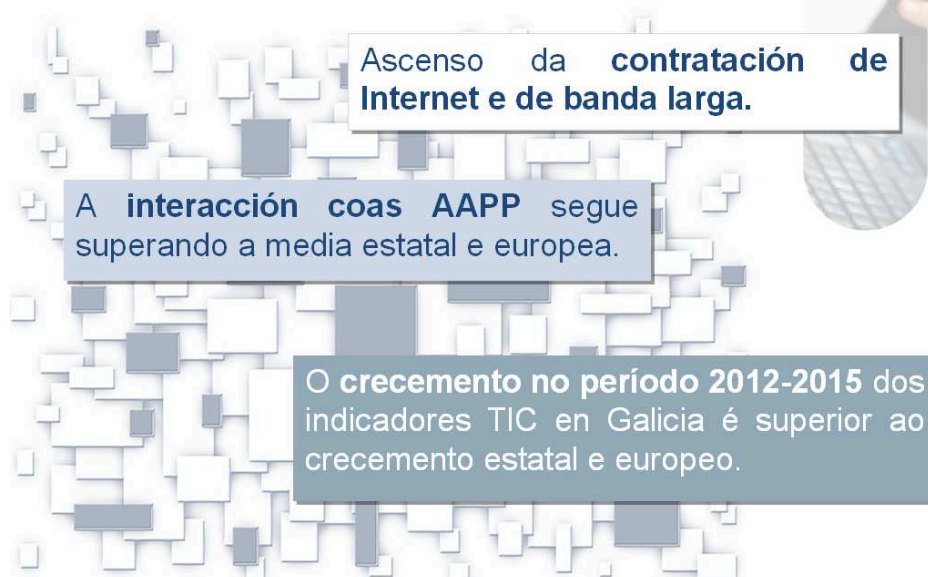 Ascenso da contratación de
Internet e de banda larga.
A interacción coas AAPP segue
superando a media estatal e europea.
O crecemento no período 2012-2015 dos
indicadores TIC en Galicia é superior ao
crecemento estatal e europeo.